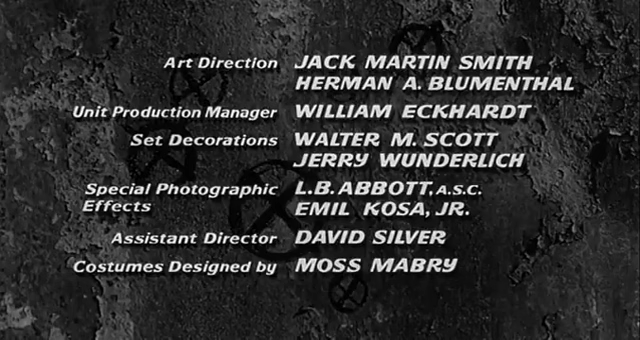 Art Direction JACK MARTIN SMITH
HERMAN A. BLUMENTHAL
Unit Production Manager WILLIAM ECKHARDT
Set Decorations WALTER M. SCOTT
JERRY WUNDERLICH
Special Photographic L.B. ABBOTT, A.S.C.
Effects EMIL KOSA, JR.
Assistant Director DAVID SILVER
Costumes Designed by MOSS MABRY